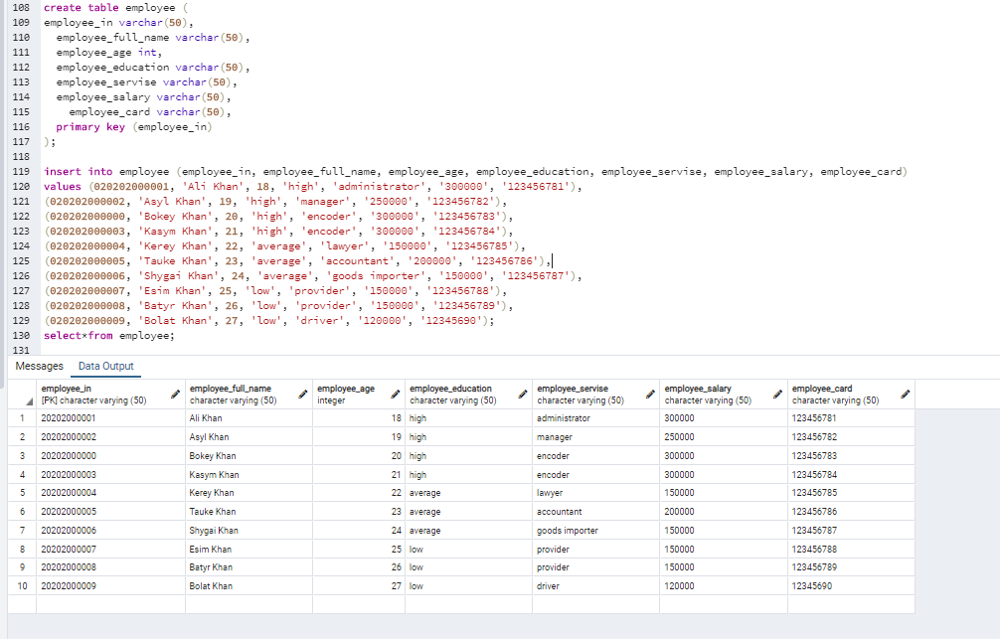 108 create table employee (
109 employee_in varchar(50),
110 employee_full_name varchar(50),
111 employee_age int,
112 employee_education varchar(50),
113 employee_servise varchar(50),
114 employee_salary varchar(50),
115 employee_card varchar(50),
116 primary key (employee_in)
117 );
118
119 insert into employee (employee_in, employee_full_name, employee_age, employee_education, employee_servise, employee_salary, employee_card)
120 values (020202000001, 'Ali Khan', 18, 'high', 'administrator', '300000', '123456781'),
121 (020202000002, 'Asyl Khan', 19, 'high', 'manager', '250000', '123456782'),
122 (020202000000, 'Bokey Khan', 20, 'high', 'encoder', '300000', '123456783'),
123 (020202000003, 'Kasym Khan', 21, 'high', 'encoder', '300000', '123456784'),
124 (020202000004, 'Kerey Khan', 22, 'average', 'lawyer', '150000', '123456785'),
125 (020202000005, 'Tauke Khan', 23, 'average', 'accountant', '200000', '123456786'),
126 (020202000006, 'Shygai Khan', 24, 'average', 'goods importer', '150000', '123456787'),
127 (020202000007, 'Esim Khan', 25, 'low', 'provider', '150000', '123456788'),
128 (020202000008, 'Batyr Khan', 26, 'low', 'provider', '150000', '123456789'),
129 (020202000009, 'Bolat Khan', 27, 'low', 'driver', '120000', '12345690');
130 select*from employee;
131
Messages Data Output
employee_in employee_full_name employee_age employee_education employee_servise employee_salary employee_card
[PK] character varying (50) character varying (50) integer character varying (50) character varying (50) character varying (50) character varying (50)
1 20202000001 Ali Khan 18 high administrator 300000 123456781
2 20202000002 Asyl Khan 19 high manager 250000 123456782
3 20202000000 Bokey Khan 20 high encoder 300000 123456783
4 20202000003 Kasym Khan 21 high encoder 300000 123456784
5 20202000004 Kerey Khan 22 average lawyer 150000 123456785
6 20202000005 Tauke Khan 23 average accountant 200000 123456786
7 20202000006 Shygai Khan 24 average goods importer 150000 123456787
8 20202000007 Esim Khan 25 low provider 150000 123456788
9 20202000008 Batyr Khan 26 low provider 150000 123456789
10 20202000009 Bolat Khan 27 low driver 120000 12345690